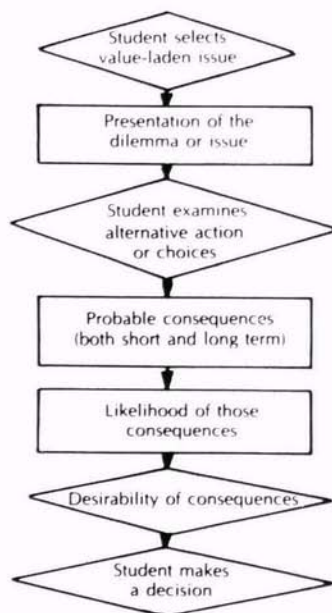 Student selects
value-laden issue
Presentation of the
dilemma or issue
Student examines
alternative action
or choices
Probable consequences
(both short and long term)
Likelihood of those
consequences
Desirability of consequences
Student makes
a decision